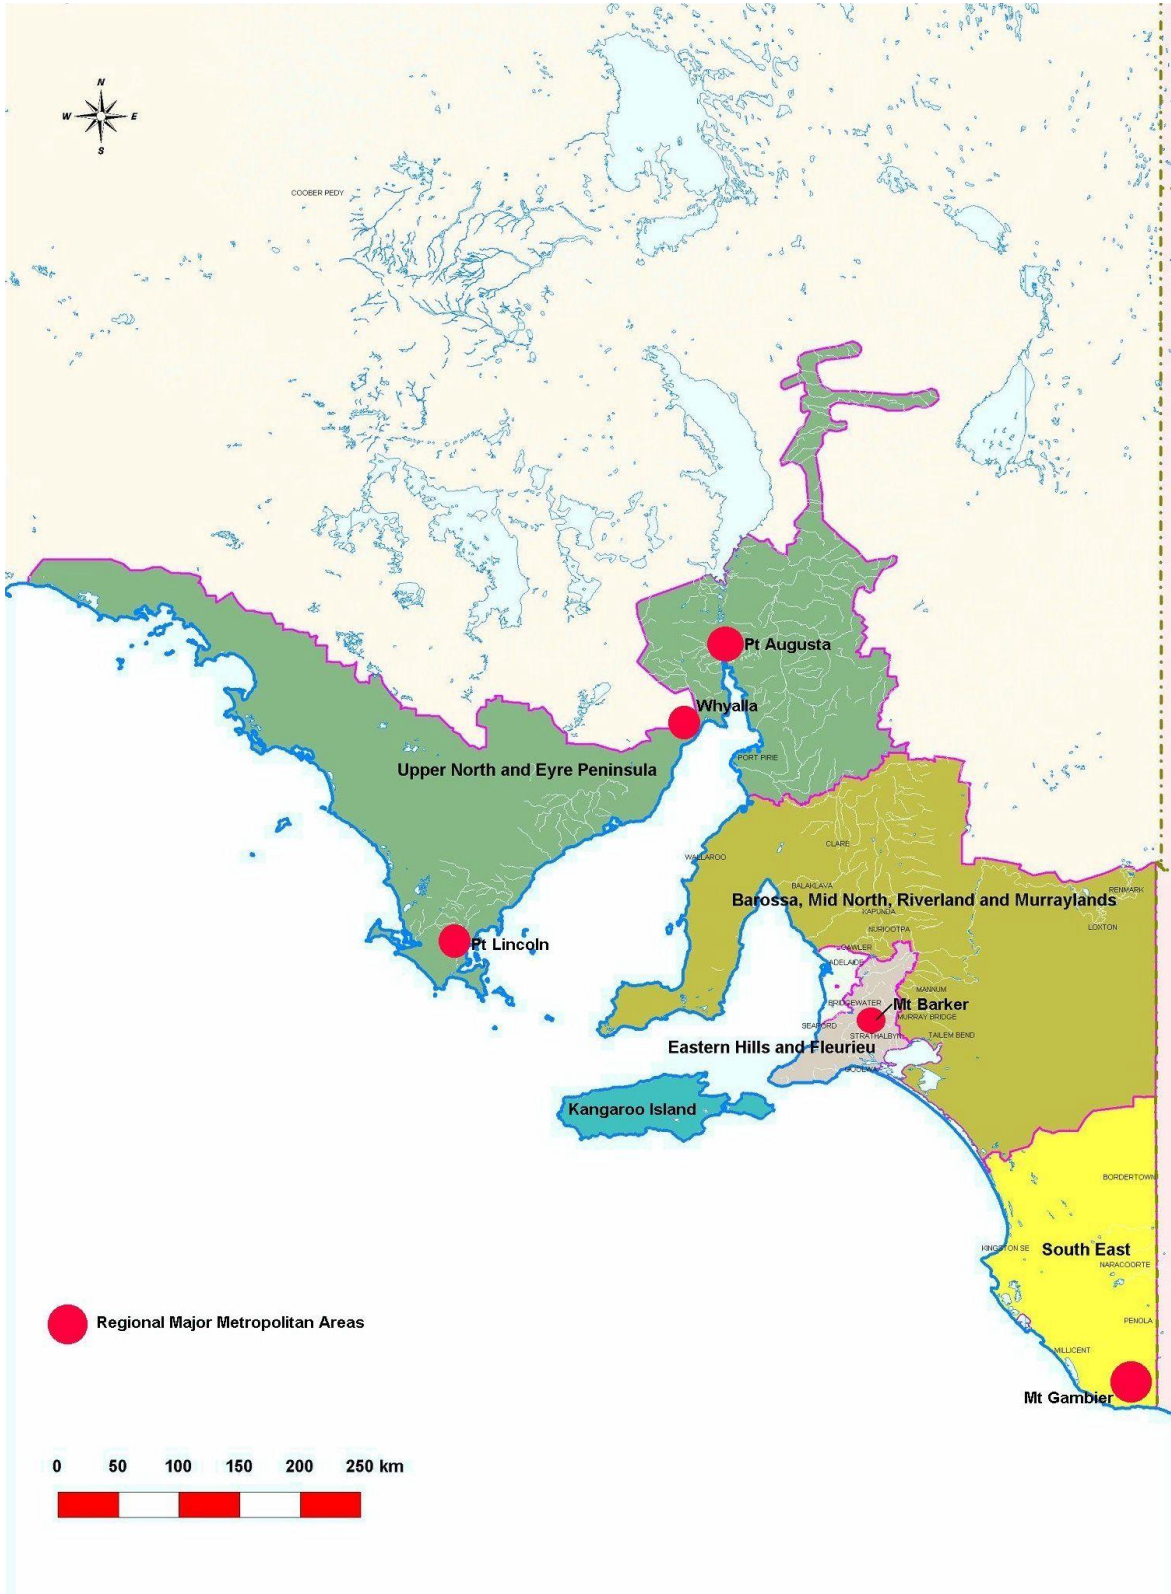 N
W E
S
COOBER PEDY
Pt Augusta
Whyalla
PORT PIRIE
Upper North and Eyre Peninsula
CLARE
WALLAROO
BALAKLAVA
RENMARK
Barossa, Mid North, Riverland and Murraylands
KAPUNDA
LOXTON
NURIOOTPA
Pt Lincoln
GAWLER
ADELAIDE
MANNUM
BRIDGEWATER
Mt Barker
MURRAY BRIDGE
SEAFORD
STRATHALBYN
TAILEM BEND
Eastern Hills and Fleurieu
GOOLWA
Kangaroo Island
BORDERTOWN
KINGSTON SE
South East
NARACOORTE
Regional Major Metropolitan Areas
PENOLA
MILLICENT
Mt Gambier
0 50 100 150 200 250 km